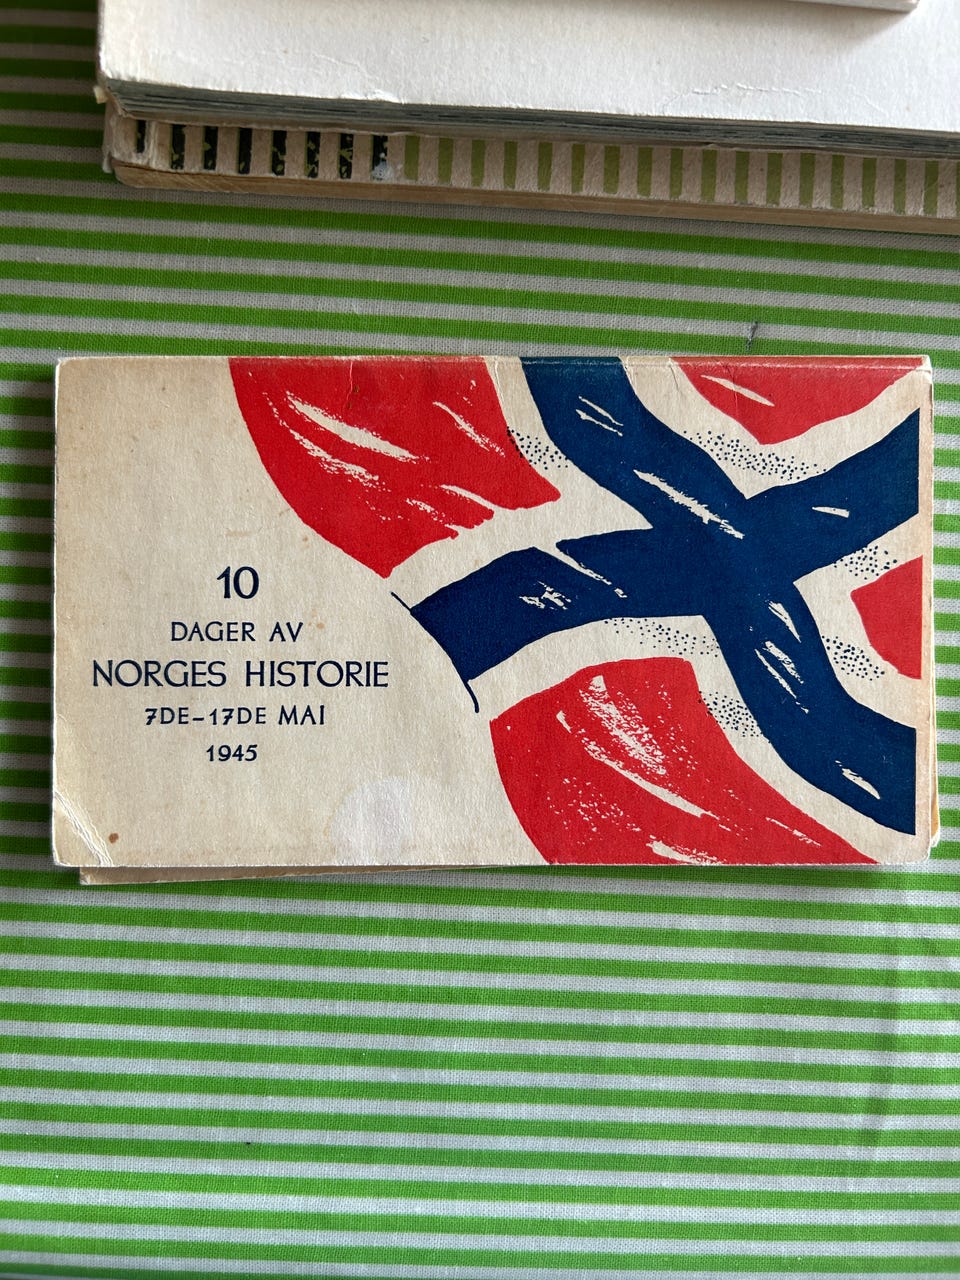 10
DAGER AV
NORGES HISTORIE
7DE–17DE MAI
1945